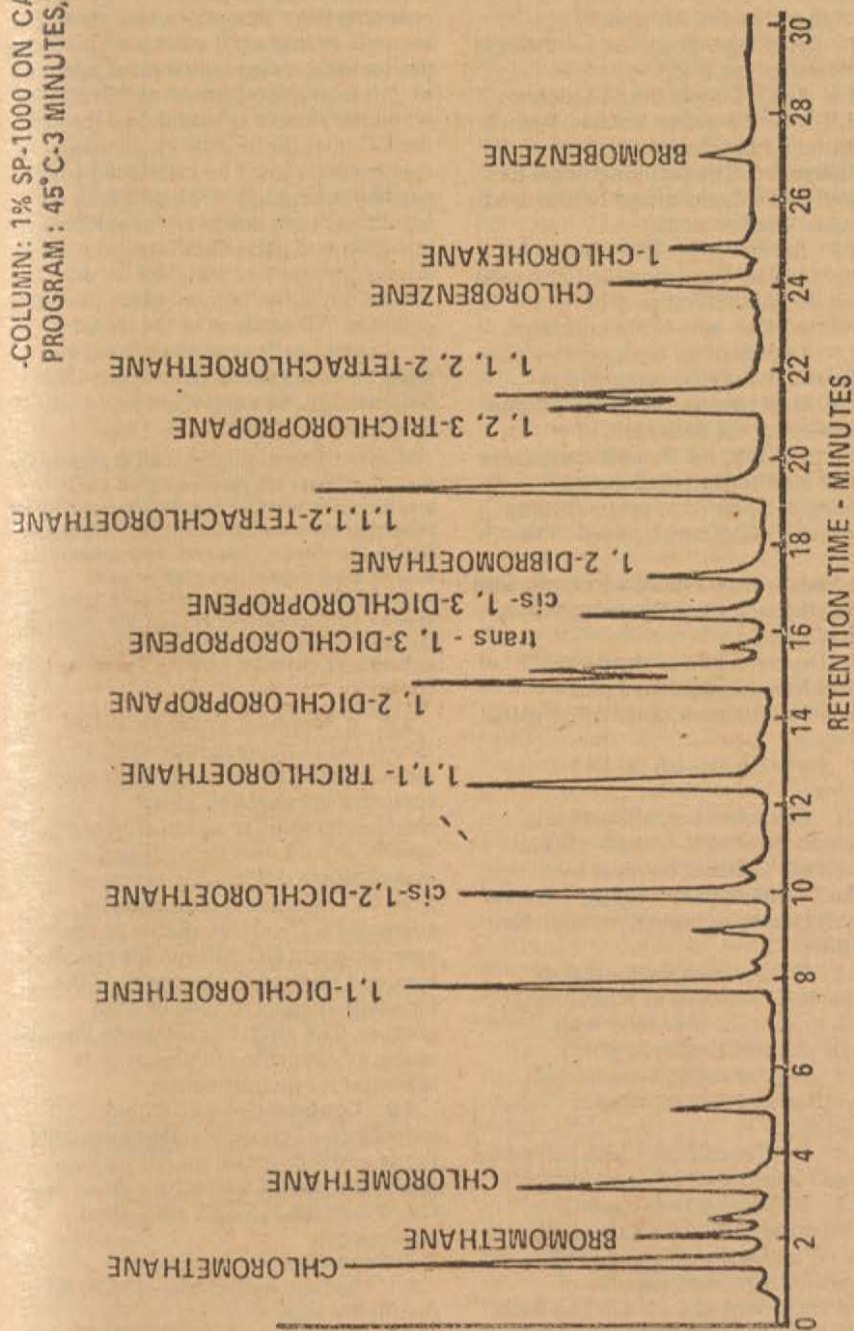 -COLUMN: 1% SP-1000 ON CA
PROGRAM: 45°C-3 MINUTES,
CHLOROMETHANE
BROMOMETHANE
CHLOROMETHANE
1,1-DICHLOROETHENE
cis-1,2-DICHLOROETHANE
1,1,1- TRICHLOROETHANE
1, 2-DICHLOROPROPANE
trans - 1, 3-DICHLOROPROPENE
cis- 1, 3-DICHLOROPROPENE
1, 2-DIBROMOETHANE
1,1,1,2-TETRACHLOROETHANE
1, 2, 3-TRICHLOROPROPANE
1, 1, 2, 2-TETRACHLOROETHANE
CHLOROBENZENE
1-CHLOROHEXANE
BROMOBENZENE
0 2 4 6 8 10 12 14 16 18 20 22 24 26 28 30
RETENTION TIME - MINUTES